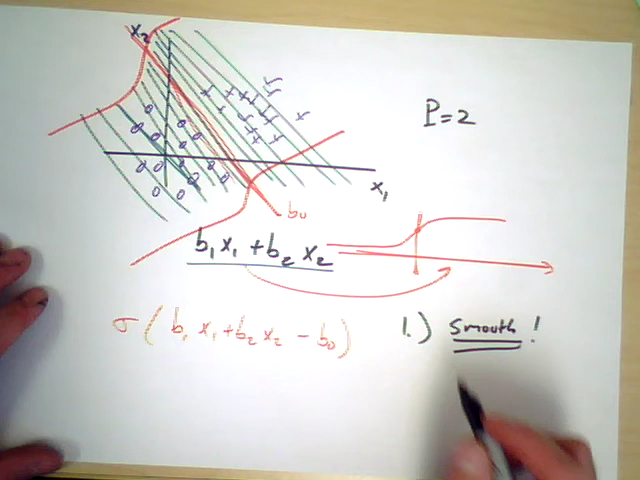 x₂
P=2
x₁
b₀
b₁x₁+b₂x₂
σ(b₁x₁+b₂x₂-b₀)
1.) Smooth!